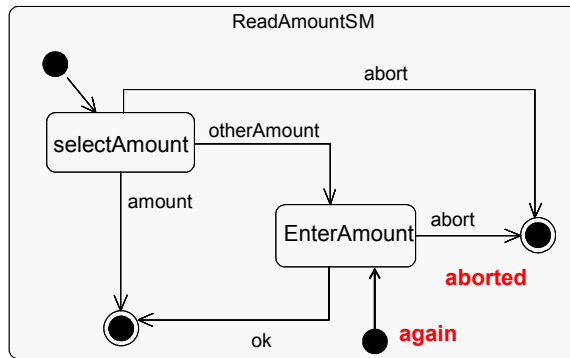 ReadAmountSM
abort
selectAmount
otherAmount
amount
EnterAmount
abort
aborted
again
ok